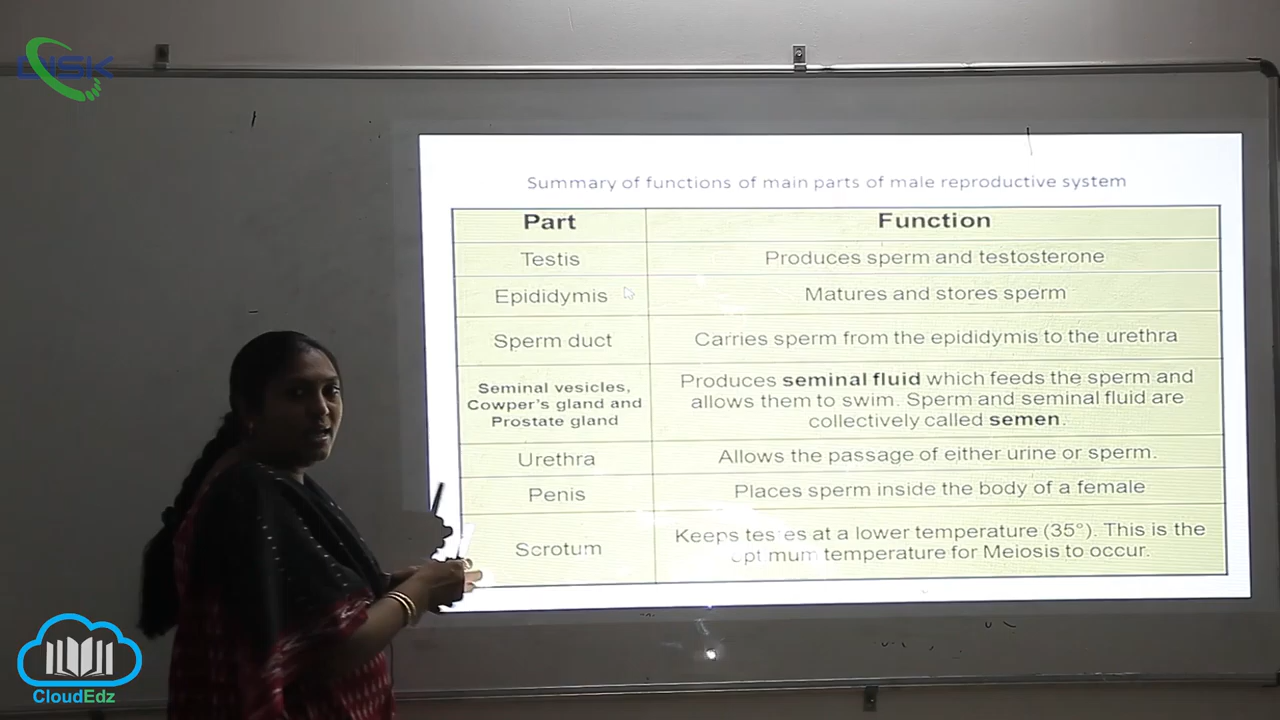 DiSK
Summary of functions of main parts of male reproductive system
Part Function
Testis Produces sperm and testosterone
Epididymis Matures and stores sperm
Sperm duct Carries sperm from the epididymis to the urethra
Seminal vesicles,
Cowper's gland and
Prostate gland
Produces seminal fluid which feeds the sperm and
allows them to swim. Sperm and seminal fluid are
collectively called semen.
Urethra Allows the passage of either urine or sperm.
Penis Places sperm inside the body of a female
Scrotum
Keeps testes at a lower temperature (35°). This is the
optimum temperature for Meiosis to occur.
CloudEdz